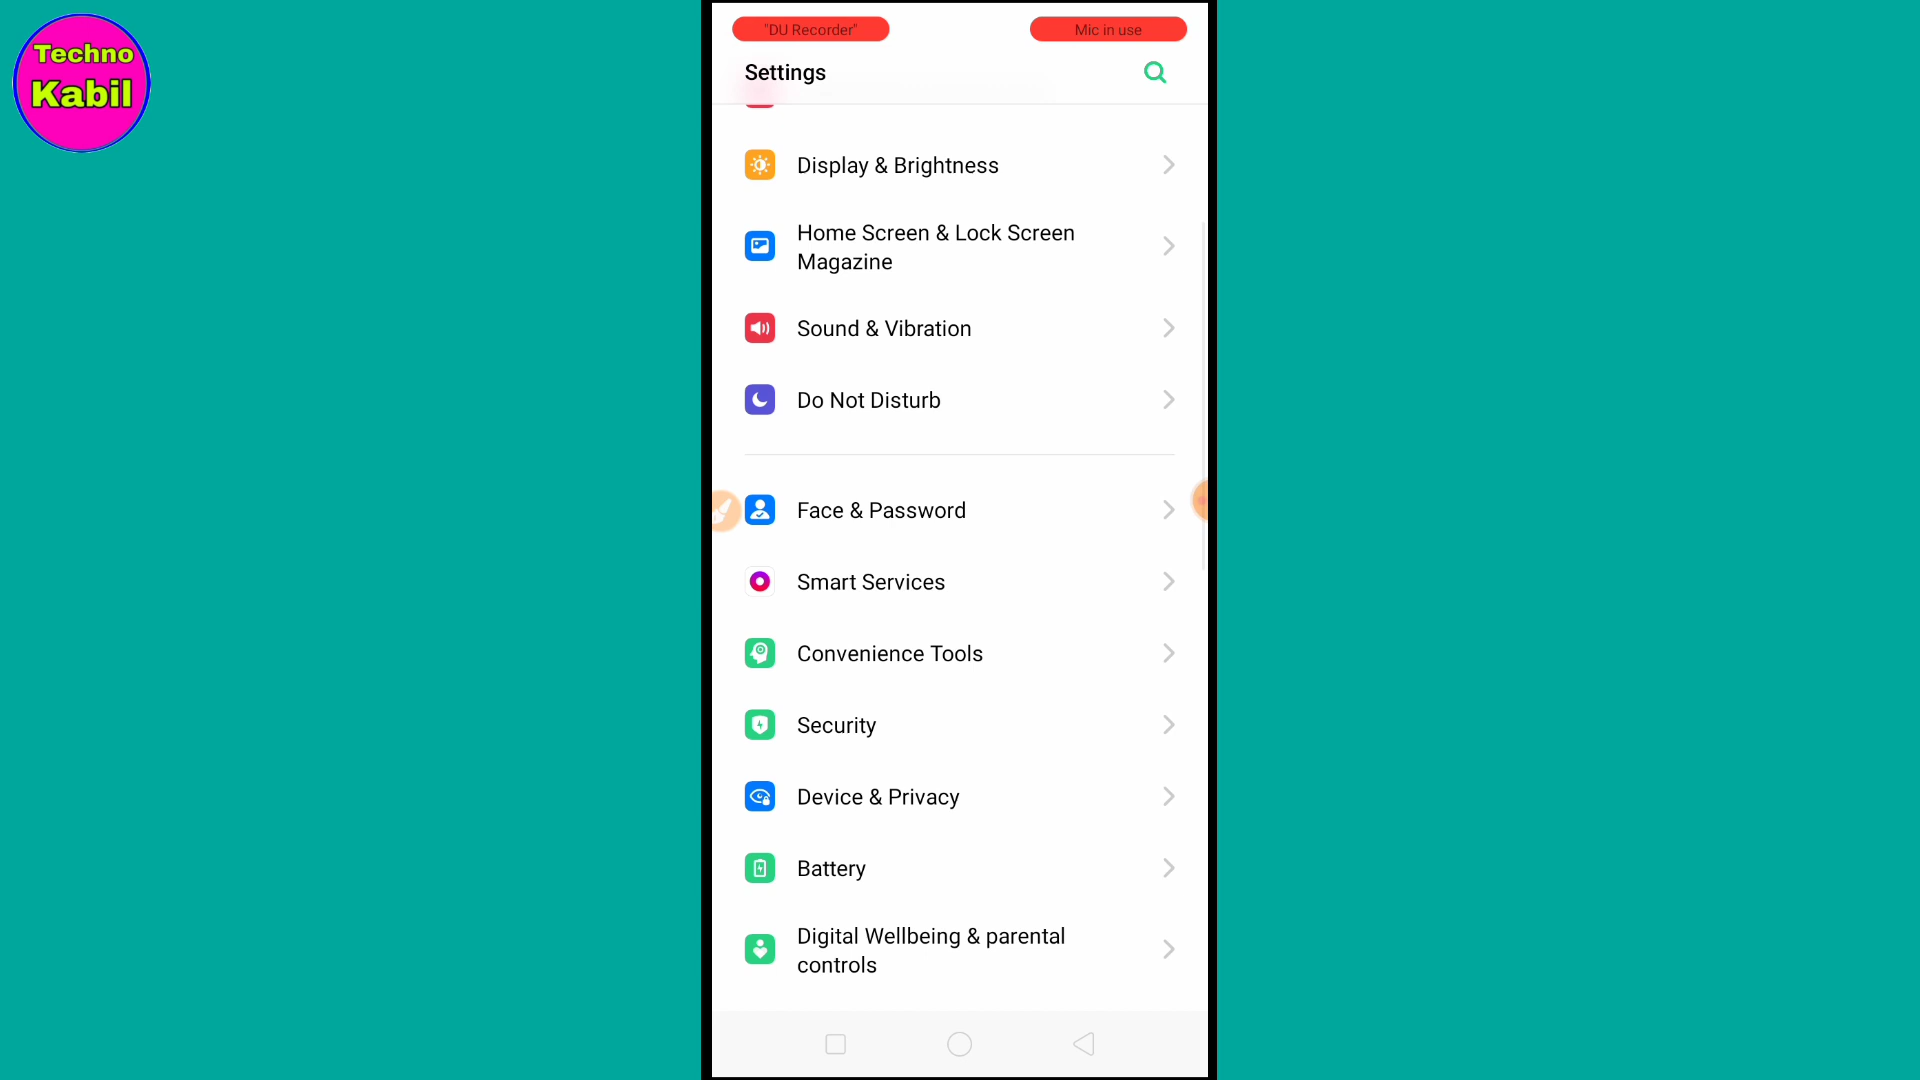 Techno
Kabil
"DU Recorder"
Mic in use
Settings
Display & Brightness
Home Screen & Lock Screen
Magazine
Sound & Vibration
Do Not Disturb
Face & Password
Smart Services
Convenience Tools
Security
Device & Privacy
Battery
Digital Wellbeing & parental
controls